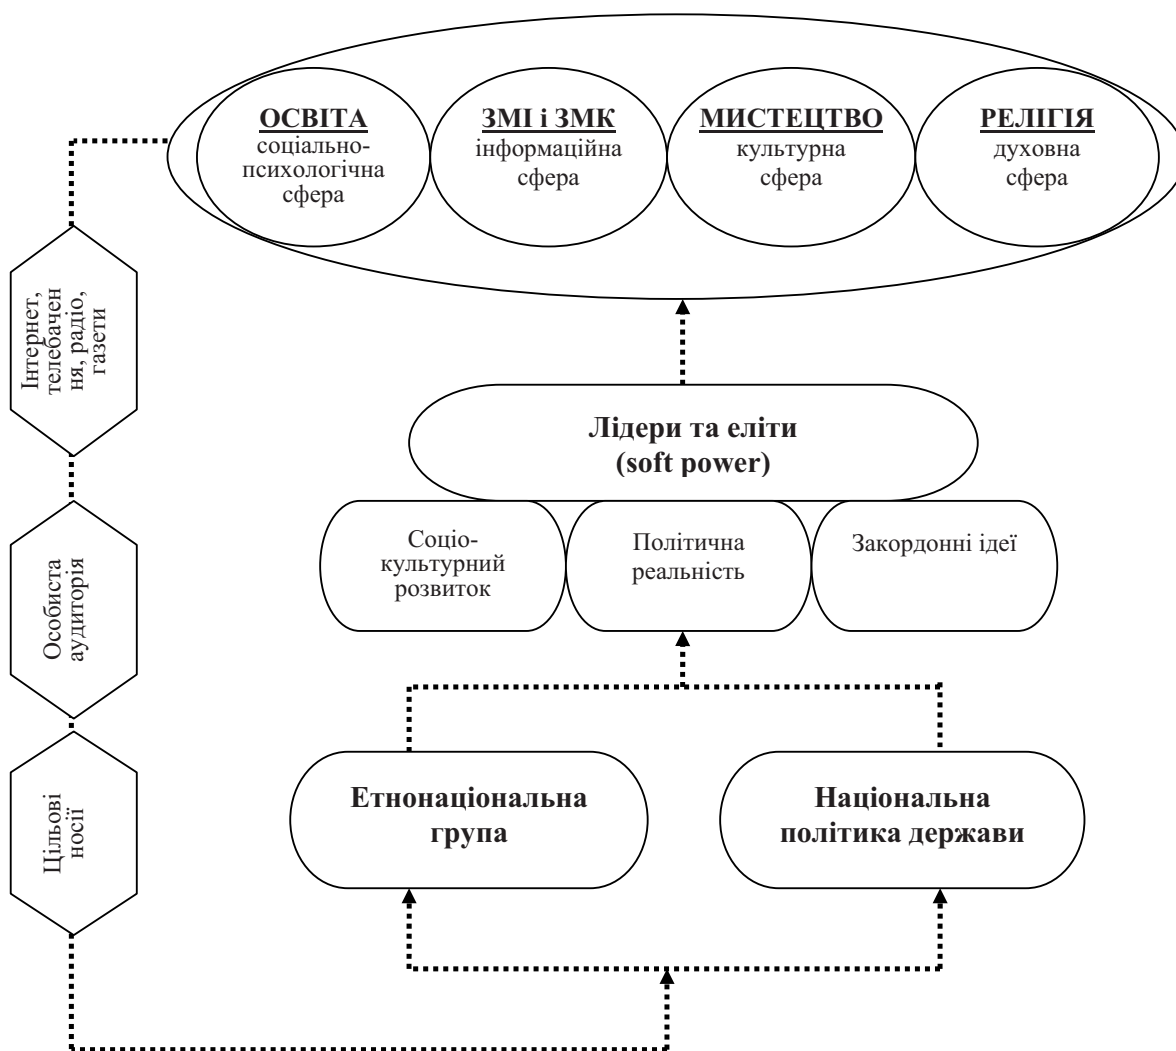 ОСВІТА
соціально-
психологічна
сфера
ЗМІ і ЗМК
інформаційна
сфера
МИСТЕЦТВО
культурна
сфера
РЕЛІГІЯ
духовна
сфера
Інтернет,
телебачен
ня, радіо,
газети
Лідери та еліти
(soft power)
Соціо-
культурний
розвиток
Політична
реальність
Закордонні ідеї
Особиста
аудиторія
Цільові
носії
Етнонаціональна
група
Національна
політика держави